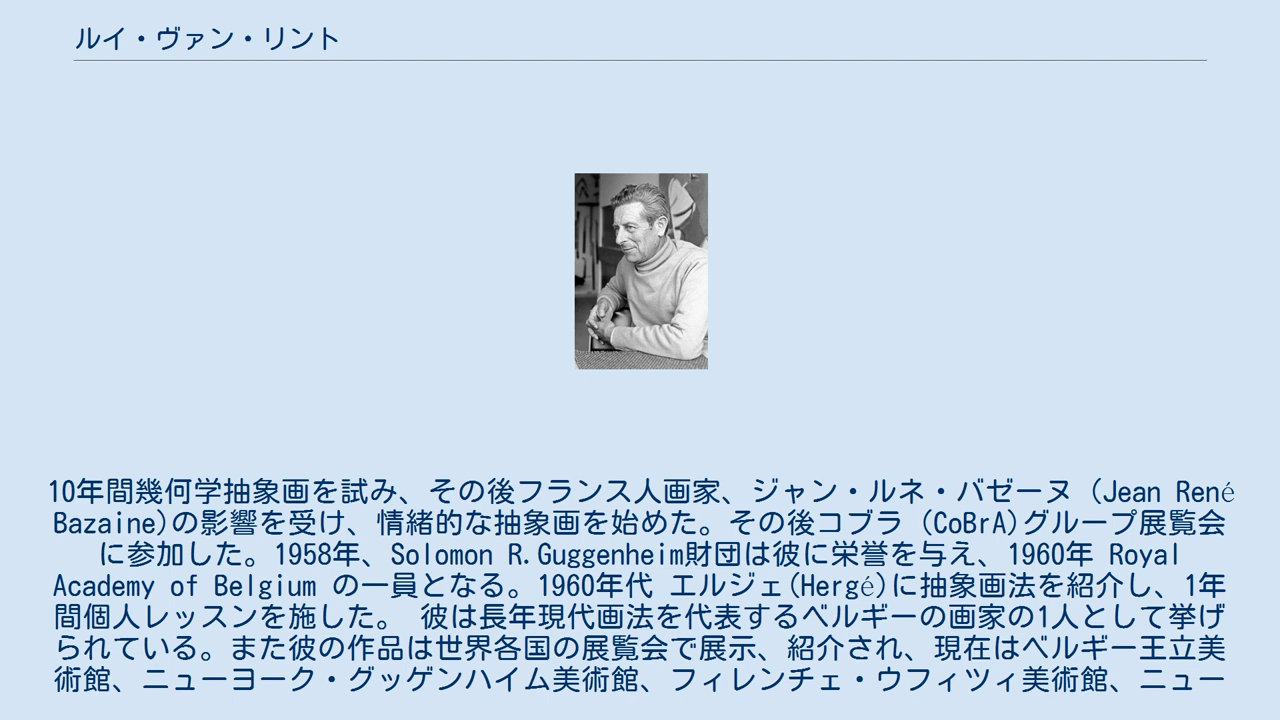 ルイ・ヴァン・リント
10年間幾何学抽象画を試み、その後フランス人画家、ジャン・ルネ・バゼーヌ (Jean René
Bazaine)の影響を受け、情緒的な抽象画を始めた。その後コブラ (CoBrA)グループ展覧会
に参加した。1958年、Solomon R.Guggenheim財団は彼に栄誉を与え、1960年 Royal
Academy of Belgium の一員となる。1960年代 エルジェ(Hergé)に抽象画法を紹介し、1年
間個人レッスンを施した。 彼は長年現代画法を代表するベルギーの画家の1人として挙げ
られている。また彼の作品は世界各国の展覧会で展示、紹介され、現在はベルギー王立美
術館、ニューヨーク・グッゲンハイム美術館、フィレンチェ・ウフィツィ美術館、ニュー